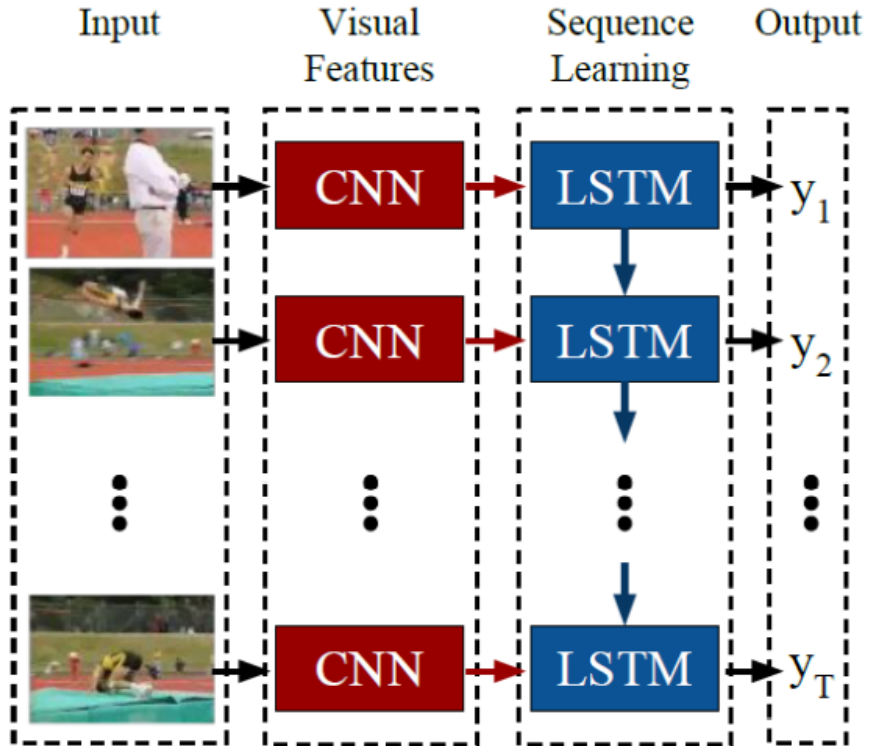 Input
Visual
Features
Sequence
Learning
Output
CNN
LSTM
y1
CNN
LSTM
y2
CNN
LSTM
yT